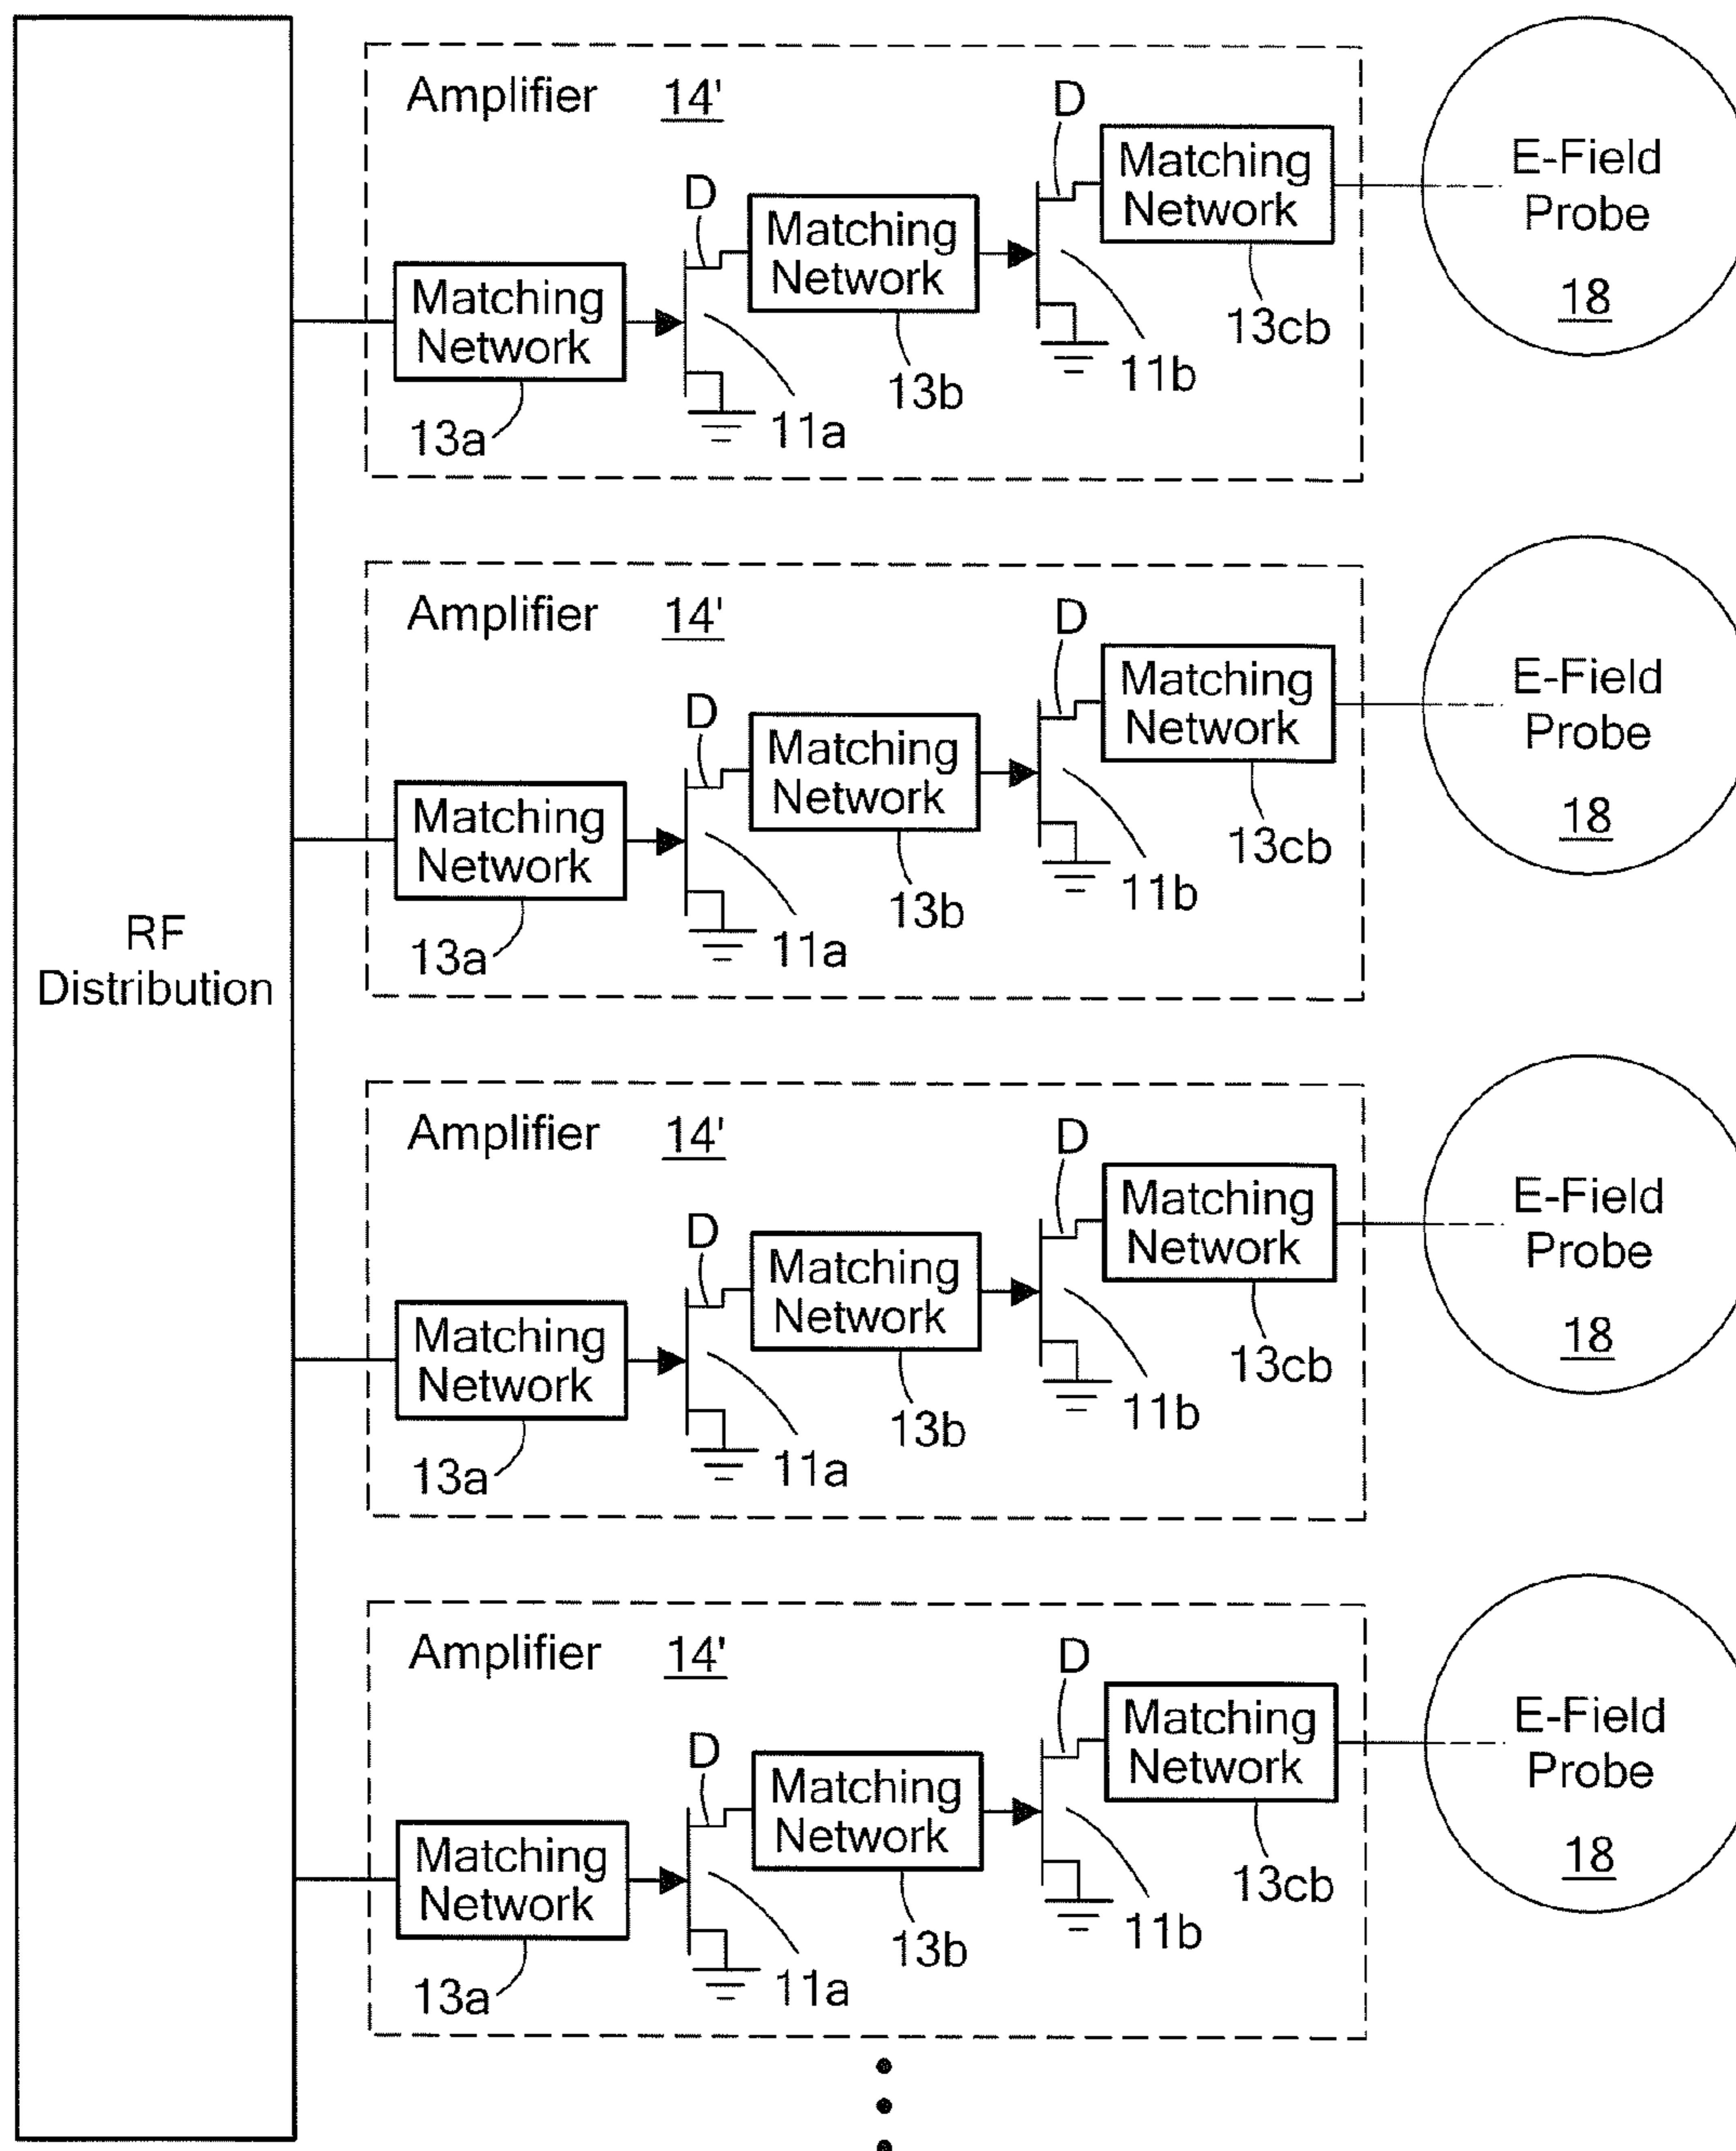 RF
Distribution
Amplifier 14'
D
D
Matching
Network
Matching
Network
Matching
Network
13a
11a
13b
11b
13cb
E-Field
Probe
18
Amplifier 14'
D
D
Matching
Network
Matching
Network
Matching
Network
13a
11a
13b
11b
13cb
E-Field
Probe
18
Amplifier 14'
D
D
Matching
Network
Matching
Network
Matching
Network
13a
11a
13b
11b
13cb
E-Field
Probe
18
Amplifier 14'
D
D
Matching
Network
Matching
Network
Matching
Network
13a
11a
13b
11b
13cb
E-Field
Probe
18